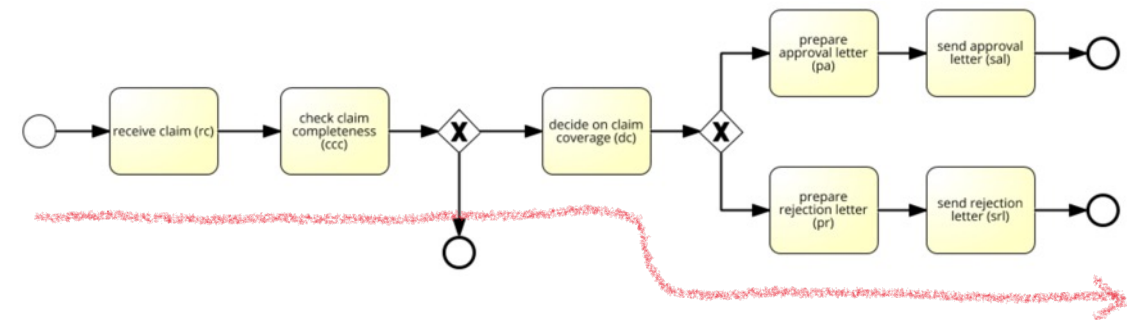 receive claim (rc)
check claim
completeness
(ccc)
X
decide on claim
coverage (dc)
X
prepare
approval letter
(pa)
send approval
letter (sal)
prepare
rejection letter
(pr)
send rejection
letter (srl)